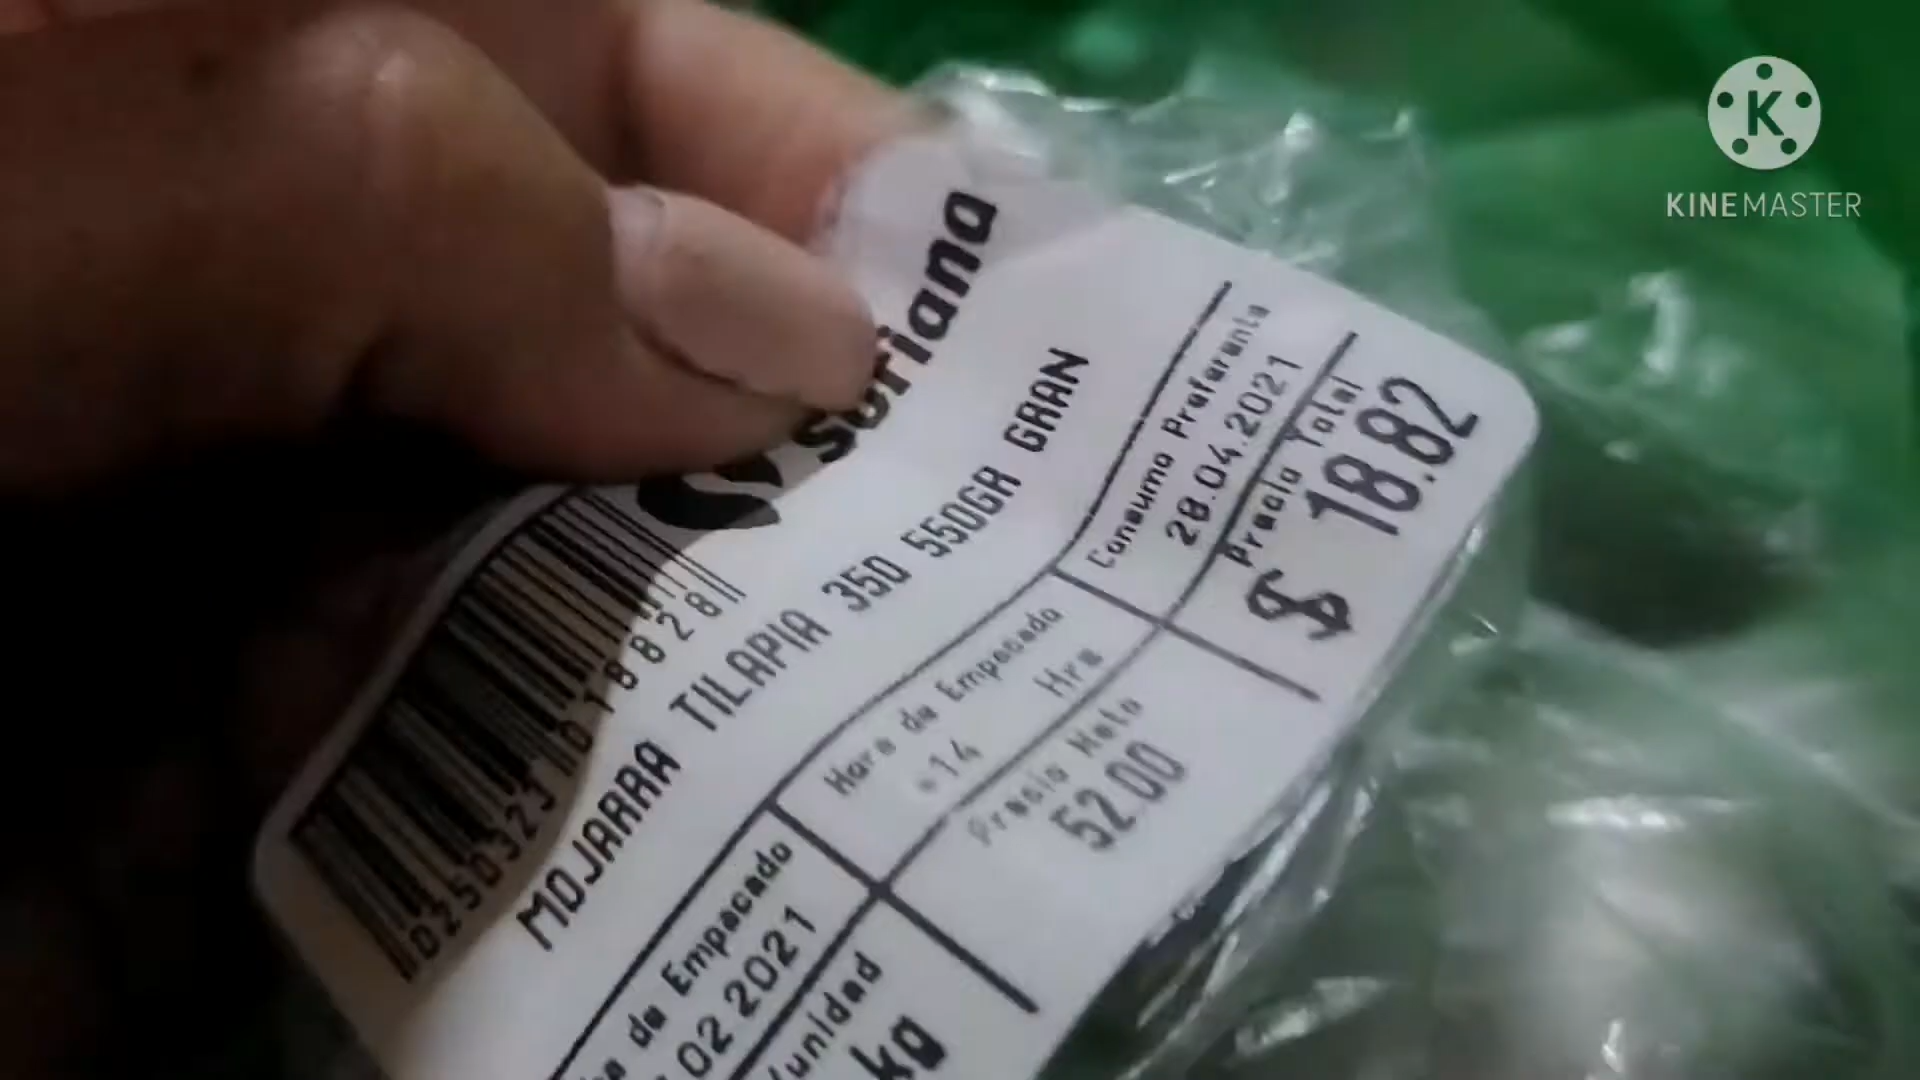 KINEMASTER
Soriana
MOJARRA TILAPIA 350 550GR GRAN
Consumo Preferente
28.04.2021
Precio Total
$ 18.82
Hora de Empacado
14 Hrs
Precio Neto
52.00
de Empacado
02 2021
/unidad
kg